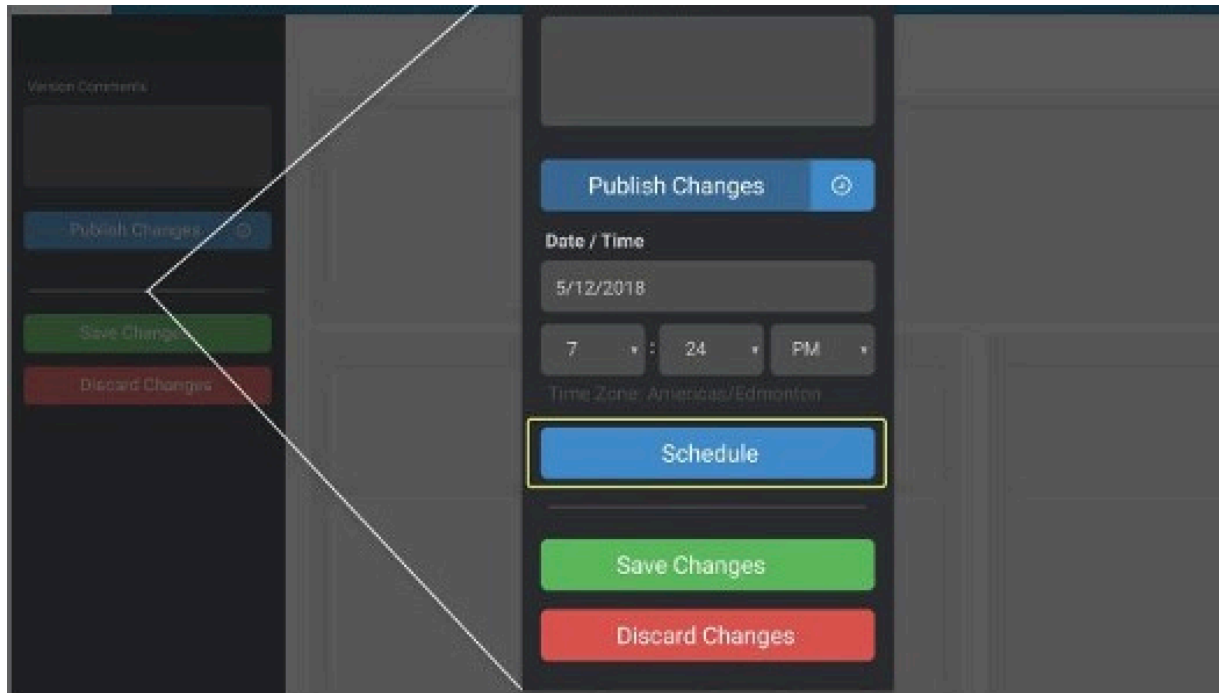 Version Comments
Publish Changes
Save Changes
Discard Changes
Publish Changes
Date / Time
5/12/2018
7 : 24 PM
Time Zone: Americas/Edmonton
Schedule
Save Changes
Discard Changes